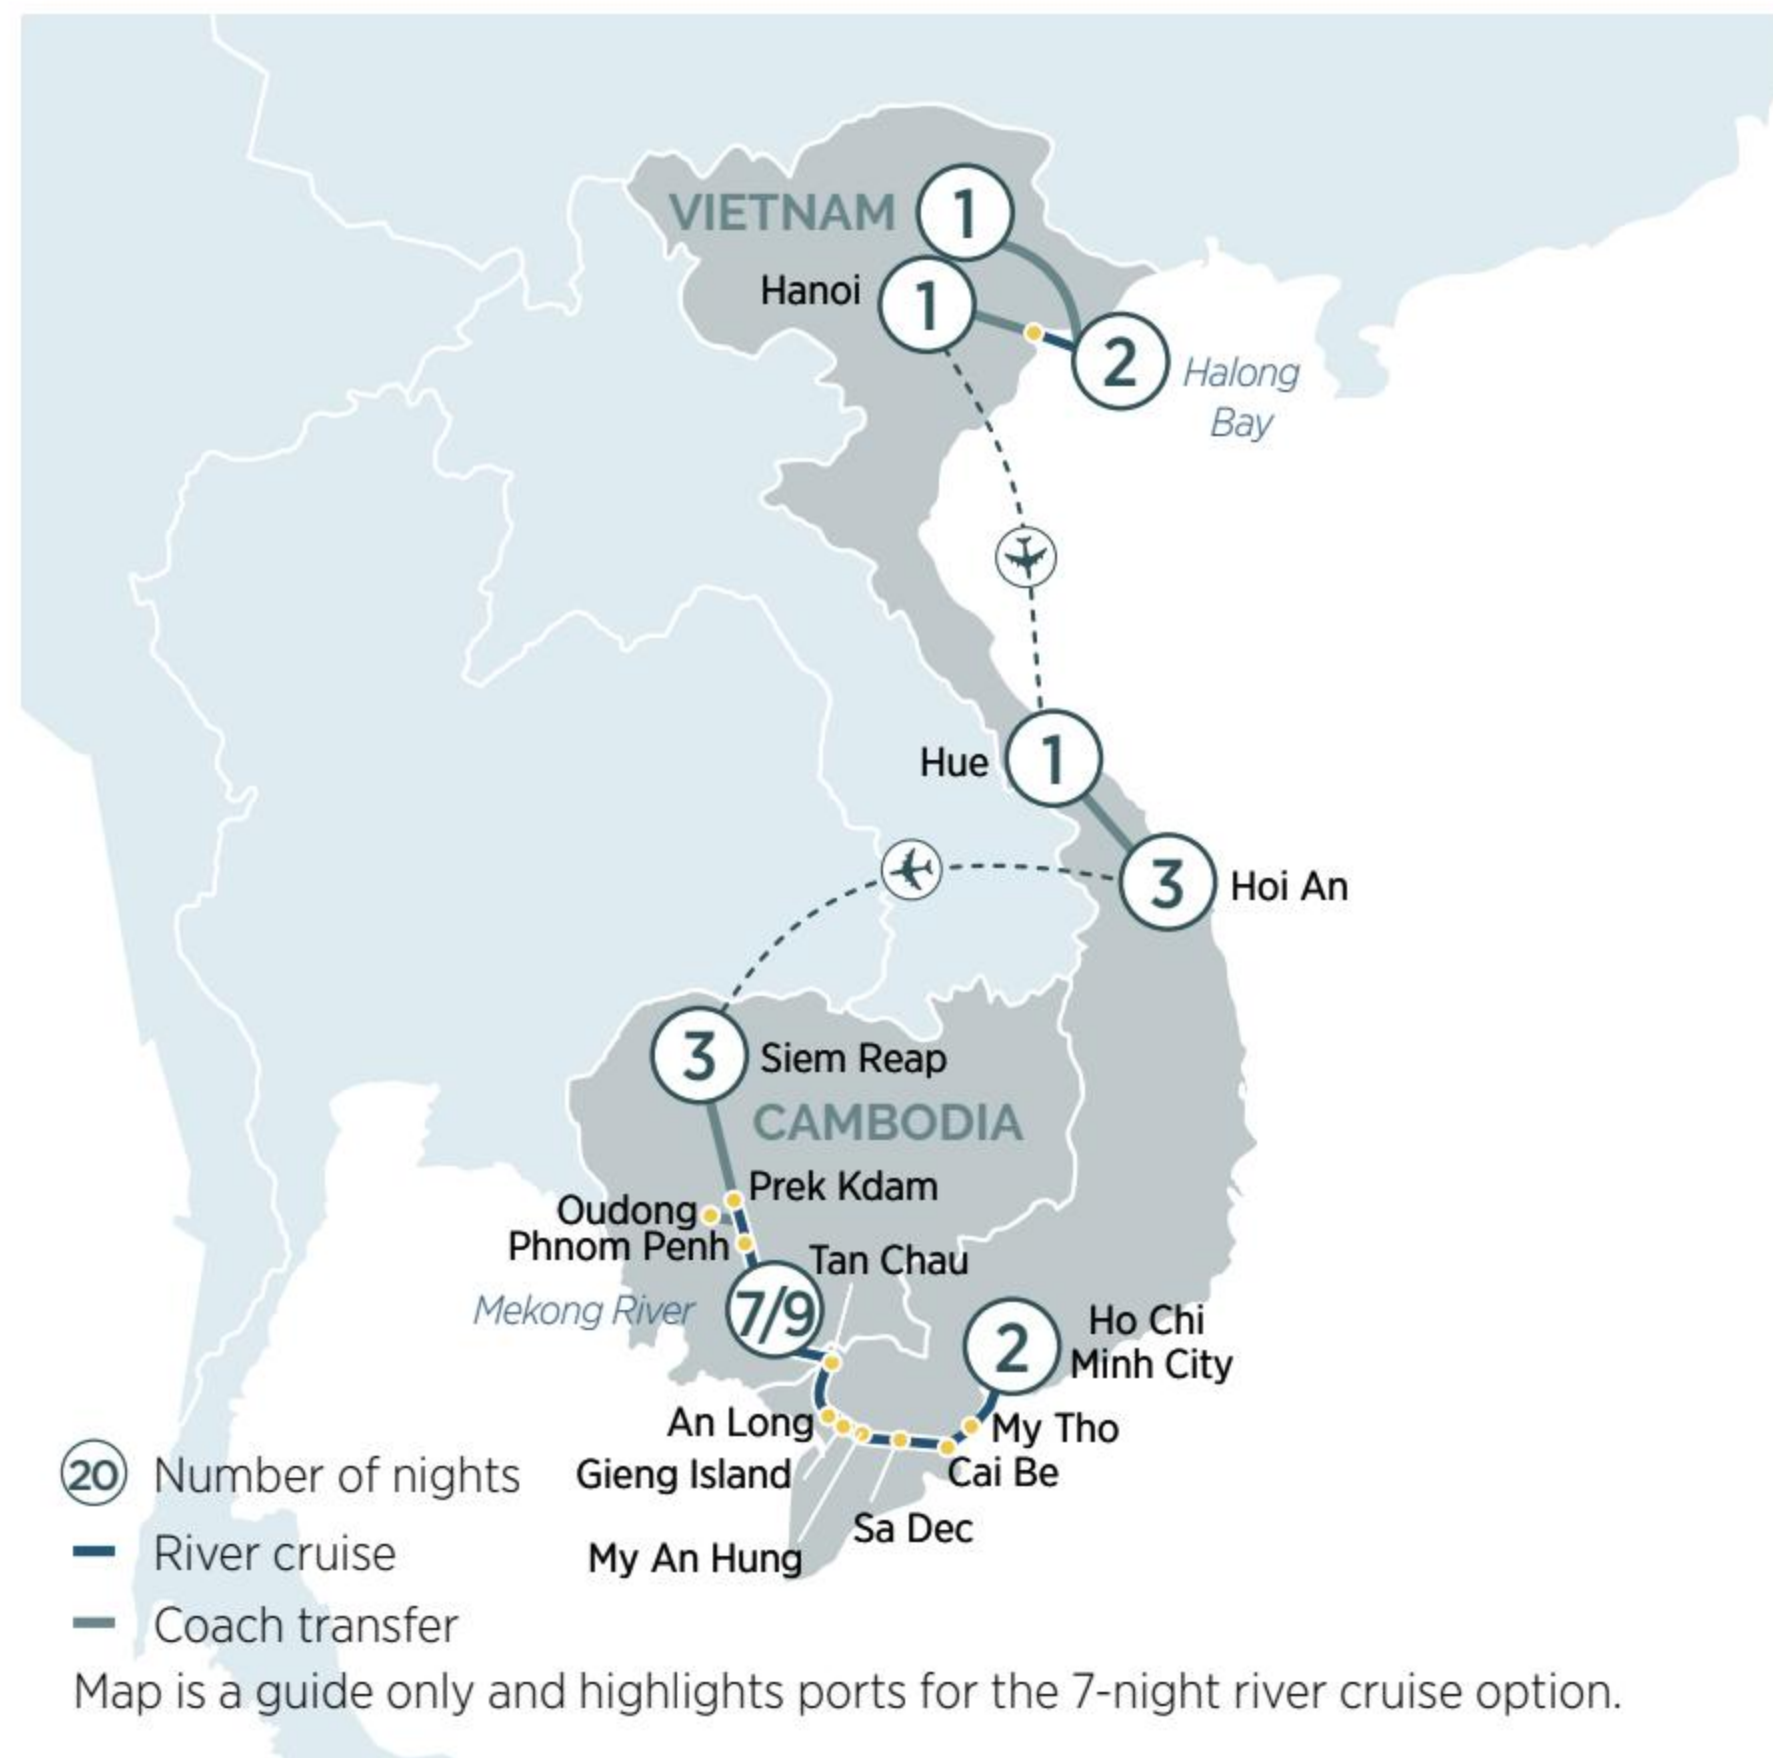 VIETNAM
1
Hanoi
1
2
Halong
Bay
Hue
1
3
Hoi An
3
Siem Reap
CAMBODIA
Prek Kdam
Oudong
Phnom Penh
Tan Chau
Mekong River
7/9
2
Ho Chi
Minh City
An Long
My Tho
Gieng Island
Cai Be
Sa Dec
My An Hung
20 Number of nights
River cruise
Coach transfer
Map is a guide only and highlights ports for the 7-night river cruise option.